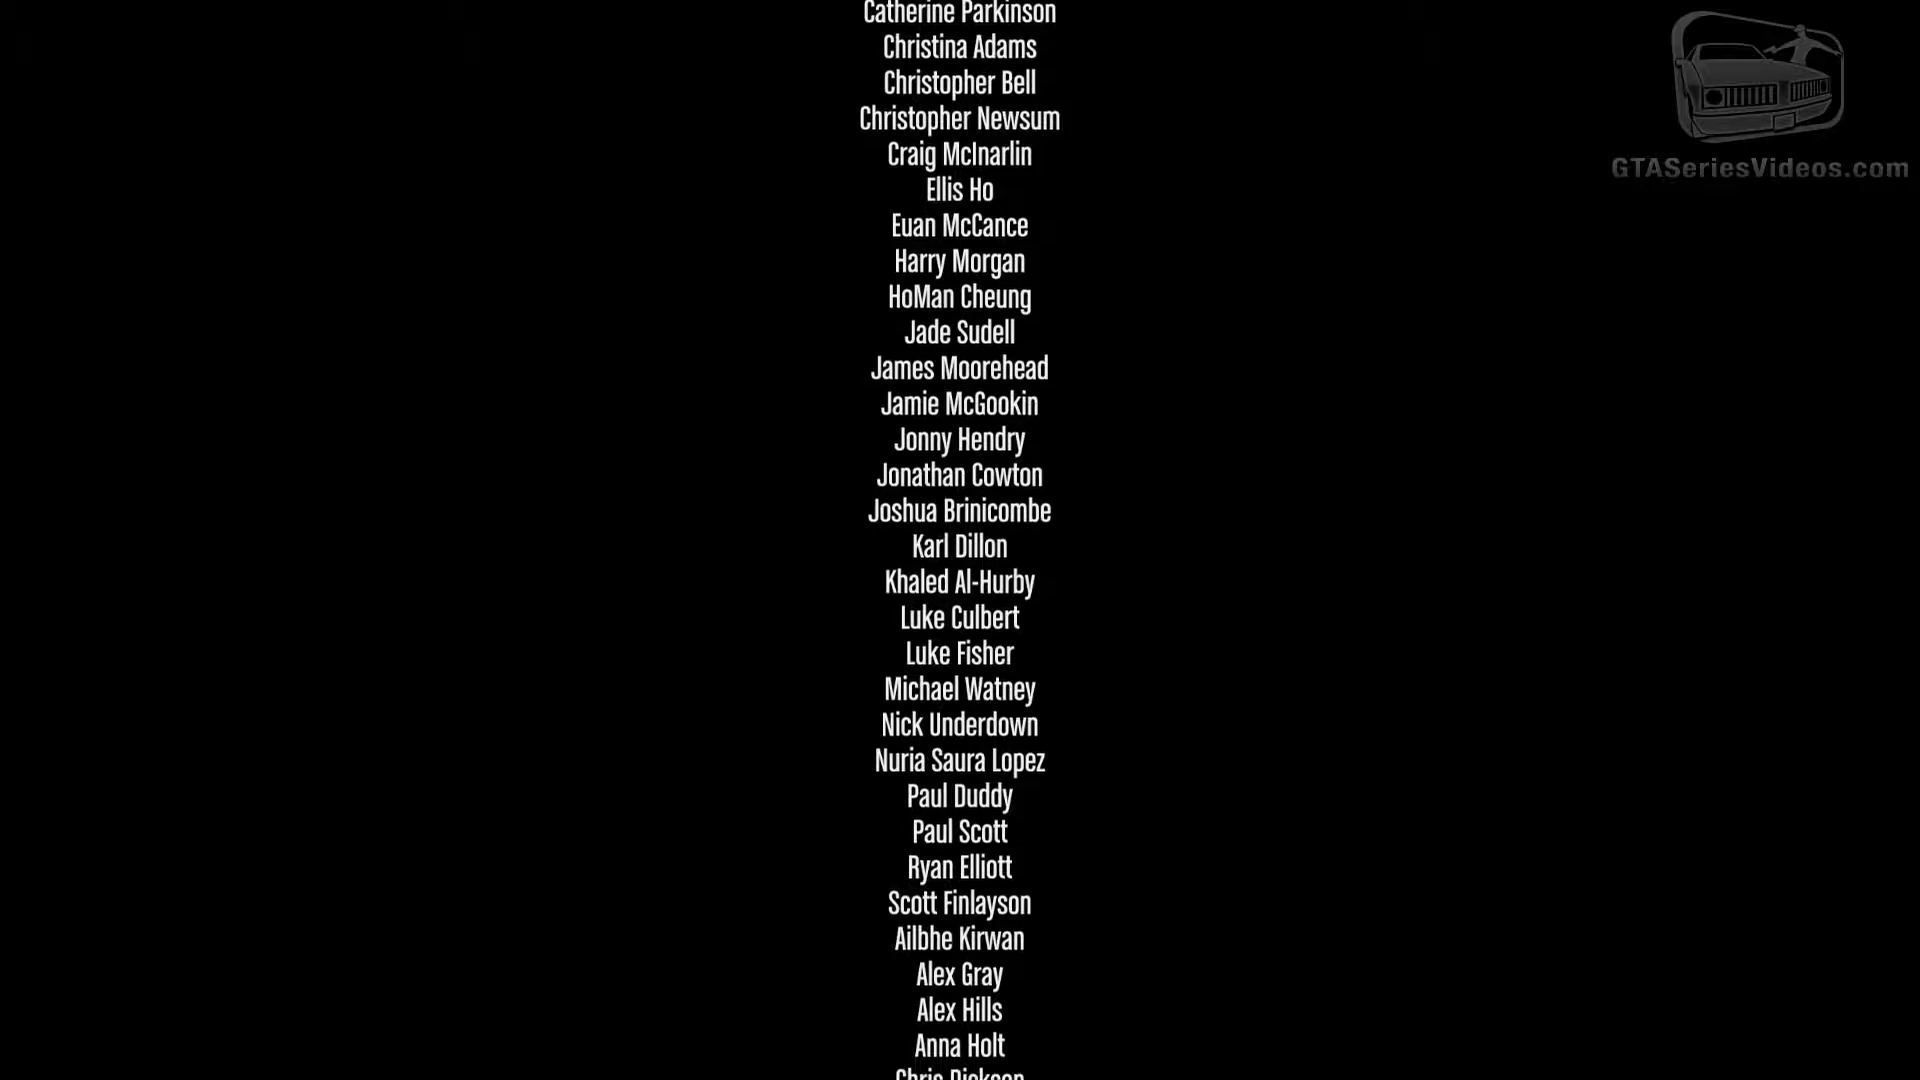 Catherine Parkinson
Christina Adams
Christopher Bell
Christopher Newsum
Craig McInarlin
Ellis Ho
Euan McCance
Harry Morgan
HoMan Cheung
Jade Sudell
James Moorehead
Jamie McGookin
Jonny Hendry
Jonathan Cowton
Joshua Brinicombe
Karl Dillon
Khaled Al-Hurby
Luke Culbert
Luke Fisher
Michael Watney
Nick Underdown
Nuria Saura Lopez
Paul Duddy
Paul Scott
Ryan Elliott
Scott Finlayson
Ailbhe Kirwan
Alex Gray
Alex Hills
Anna Holt
Chris Dickson
GTASeriesVideos.com